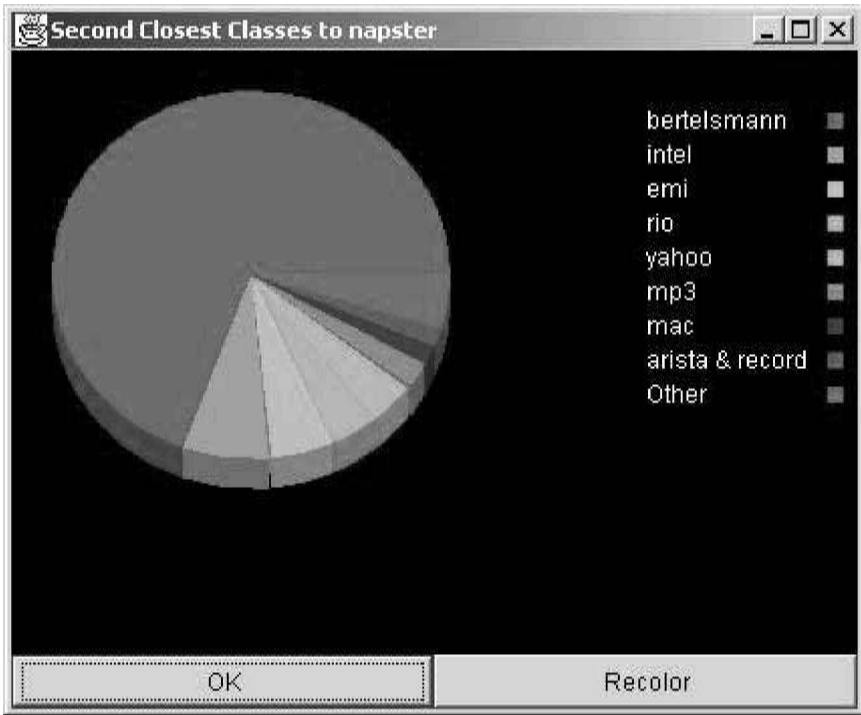 Second Closest Classes to napster
bertelsmann
intel
emi
rio
yahoo
mp3
mac
arista & record
Other
OK
Recolor